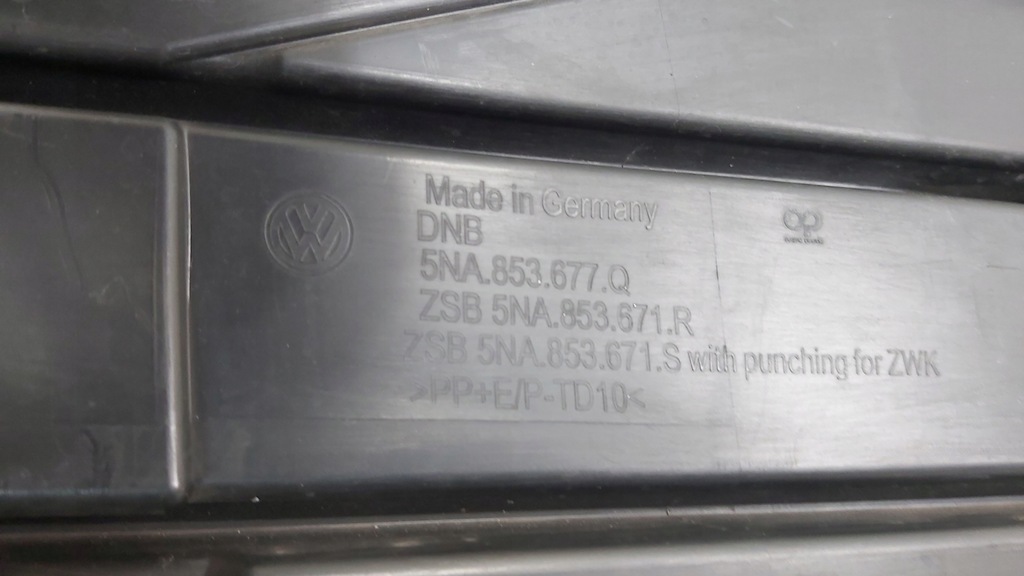 Made in Germany
DNB
5NA.853.677.Q
ZSB 5NA.853.671.R
ZSB 5NA.853.671.S with punching for ZWK
>PP+E/P-TD10<
op